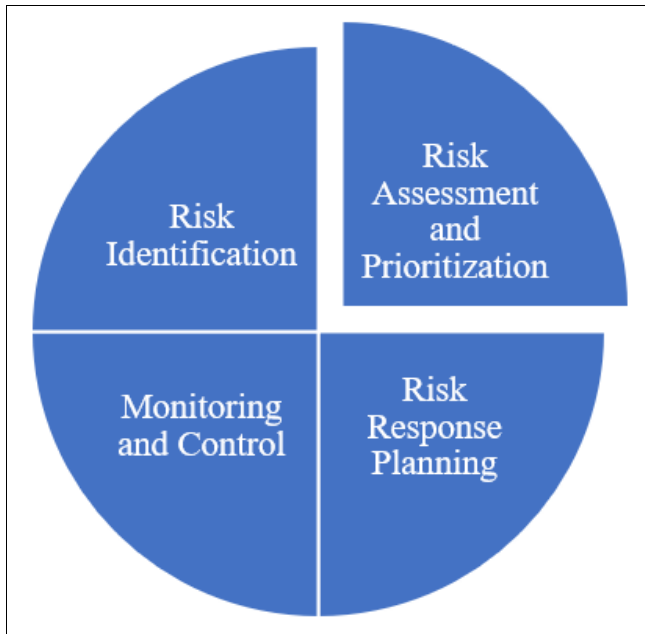 Risk
Identification
Risk
Assessment
and
Prioritization
Monitoring
and Control
Risk
Response
Planning